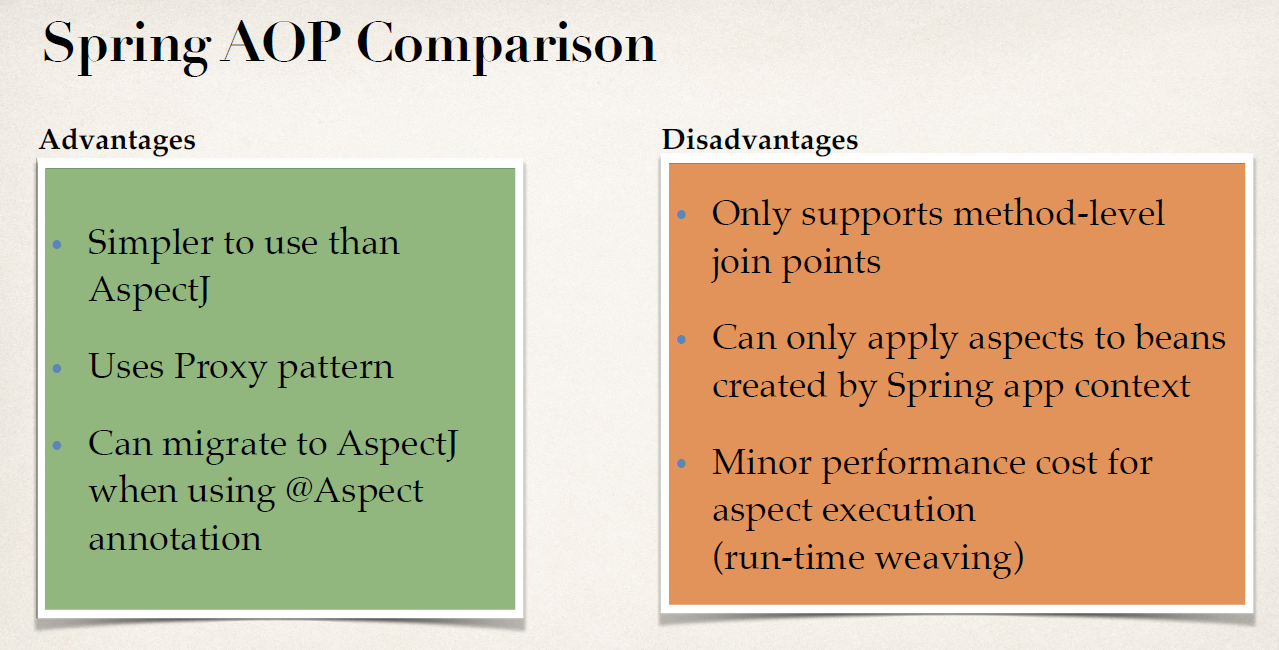 Spring AOP Comparison
Advantages
• Simpler to use than
AspectJ
• Uses Proxy pattern
• Can migrate to AspectJ
when using @Aspect
annotation
Disadvantages
• Only supports method-level
join points
• Can only apply aspects to beans
created by Spring app context
• Minor performance cost for
aspect execution
(run-time weaving)